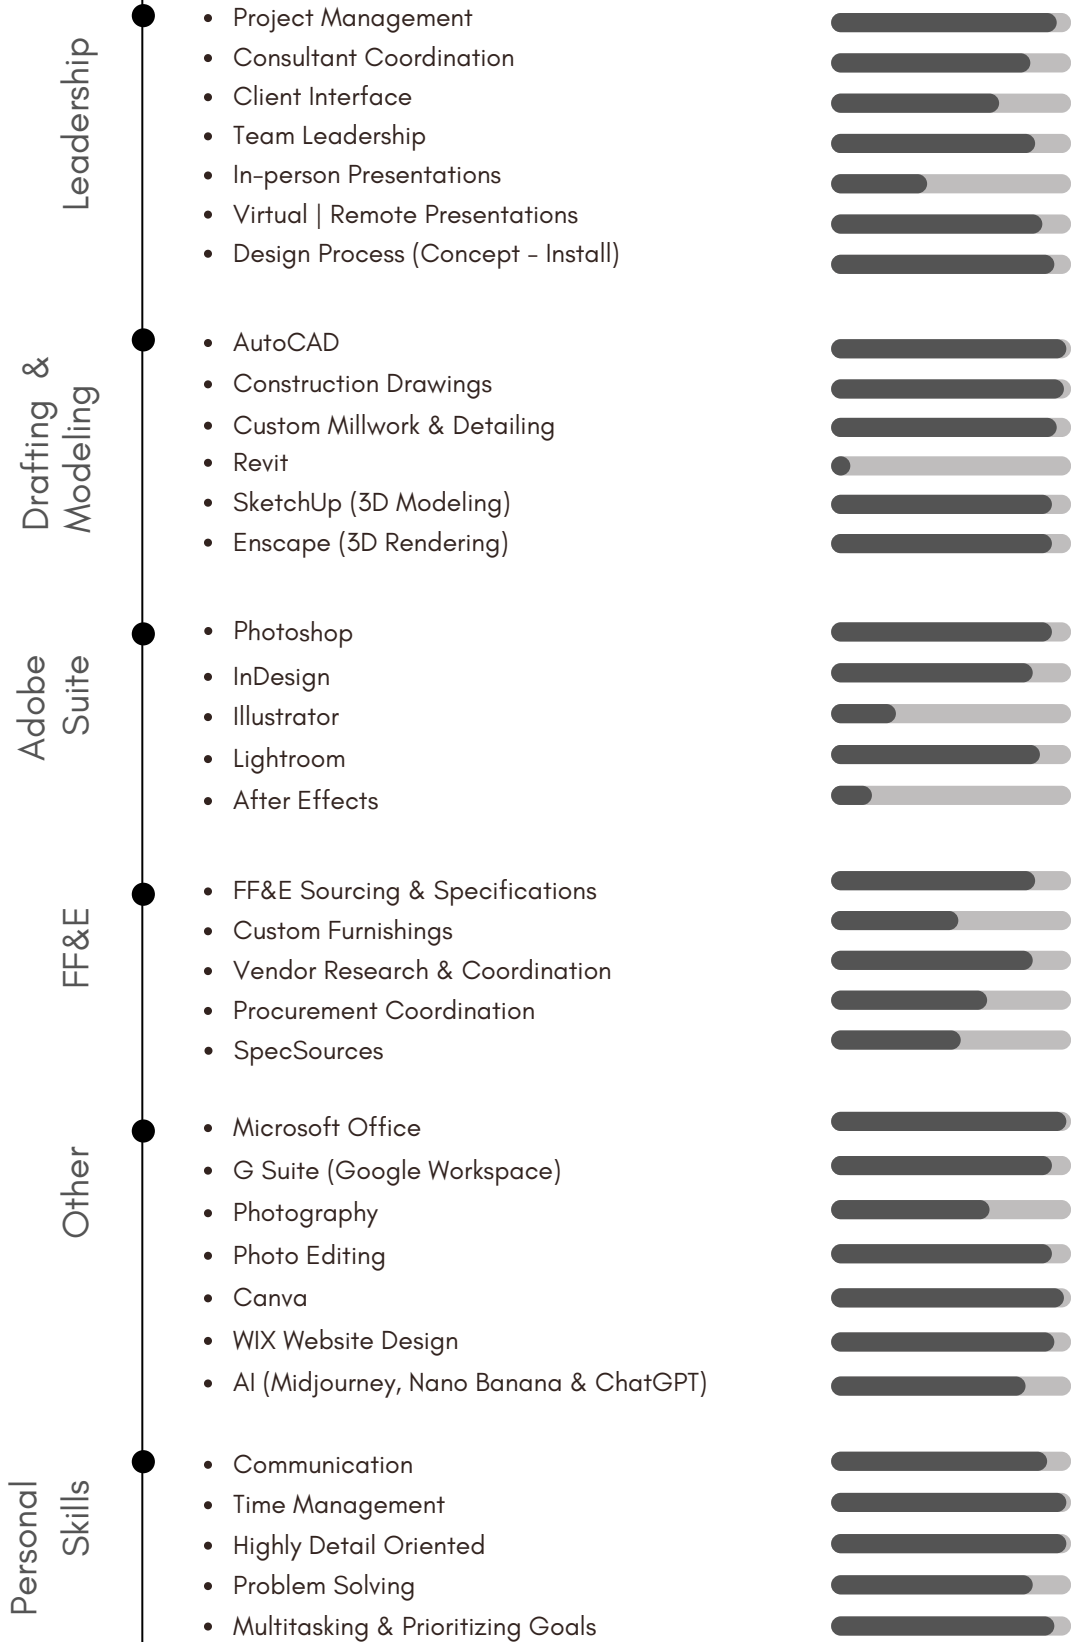 Leadership
Project Management
Consultant Coordination
Client Interface
Team Leadership
In-person Presentations
Virtual | Remote Presentations
Design Process (Concept - Install)
Drafting &
Modeling
AutoCAD
Construction Drawings
Custom Millwork & Detailing
Revit
SketchUp (3D Modeling)
Enscape (3D Rendering)
Adobe
Suite
Photoshop
InDesign
Illustrator
Lightroom
After Effects
FF&E
FF&E Sourcing & Specifications
Custom Furnishings
Vendor Research & Coordination
Procurement Coordination
SpecSources
Other
Microsoft Office
G Suite (Google Workspace)
Photography
Photo Editing
Canva
WIX Website Design
AI (Midjourney, Nano Banana & ChatGPT)
Personal
Skills
Communication
Time Management
Highly Detail Oriented
Problem Solving
Multitasking & Prioritizing Goals